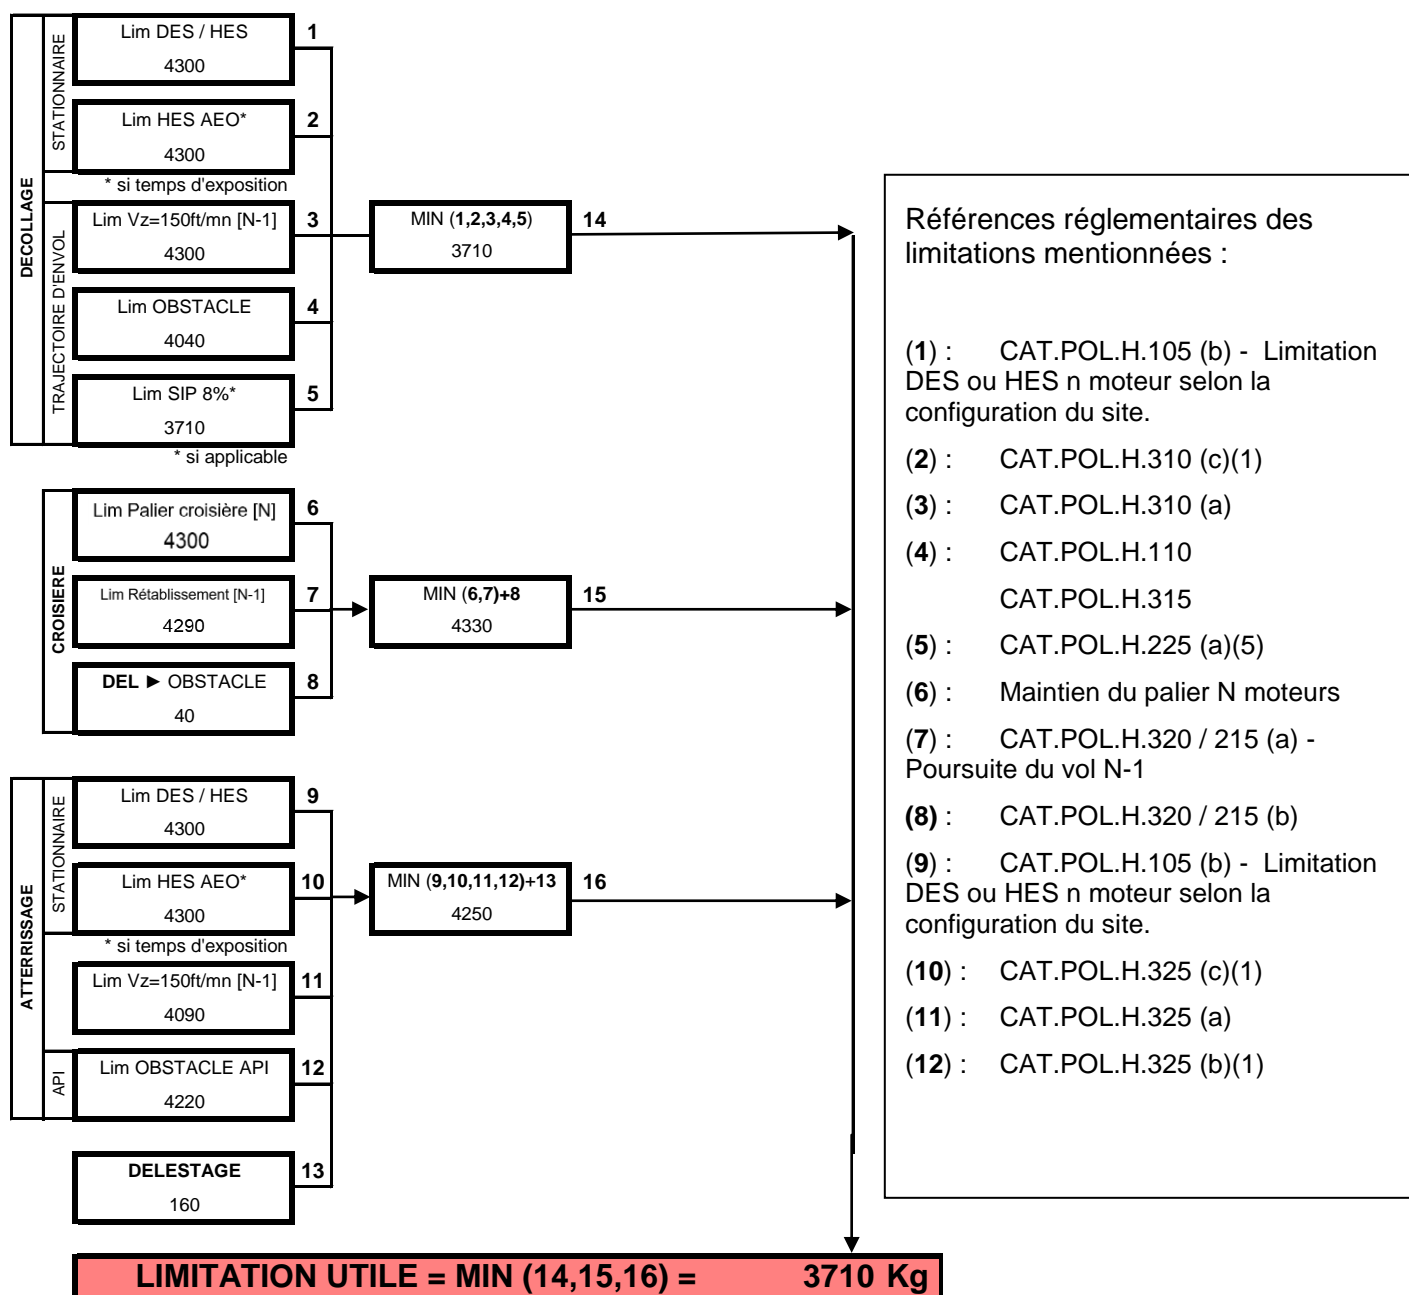 DECOLLAGE
STATIONNAIRE
Lim DES / HES
4300
1
Lim HES AEO*
4300
2
* si temps d'exposition
TRAJECTOIRE D'ENVOL
Lim Vz=150ft/mn [N-1]
4300
3
Lim OBSTACLE
4040
4
Lim SIP 8%*
3710
5
* si applicable
MIN (1,2,3,4,5)
3710
14
CROISIERE
Lim Palier croisière [N]
4300
6
Lim Rétablissement [N-1]
4290
7
DEL ► OBSTACLE
40
8
MIN (6,7)+8
4330
15
ATTERRISSAGE
STATIONNAIRE
Lim DES / HES
4300
9
Lim HES AEO*
4300
10
* si temps d'exposition
Lim Vz=150ft/mn [N-1]
4090
11
API
Lim OBSTACLE API
4220
12
DELESTAGE
160
13
MIN (9,10,11,12)+13
4250
16
LIMITATION UTILE = MIN (14,15,16) = 3710 Kg
Références réglementaires des
limitations mentionnées :
(1) : CAT.POL.H.105 (b) - Limitation
DES ou HES n moteur selon la
configuration du site.
(2) : CAT.POL.H.310 (c)(1)
(3) : CAT.POL.H.310 (a)
(4) : CAT.POL.H.110
CAT.POL.H.315
(5) : CAT.POL.H.225 (a)(5)
(6) : Maintien du palier N moteurs
(7) : CAT.POL.H.320 / 215 (a) -
Poursuite du vol N-1
(8) : CAT.POL.H.320 / 215 (b)
(9) : CAT.POL.H.105 (b) - Limitation
DES ou HES n moteur selon la
configuration du site.
(10) : CAT.POL.H.325 (c)(1)
(11) : CAT.POL.H.325 (a)
(12) : CAT.POL.H.325 (b)(1)